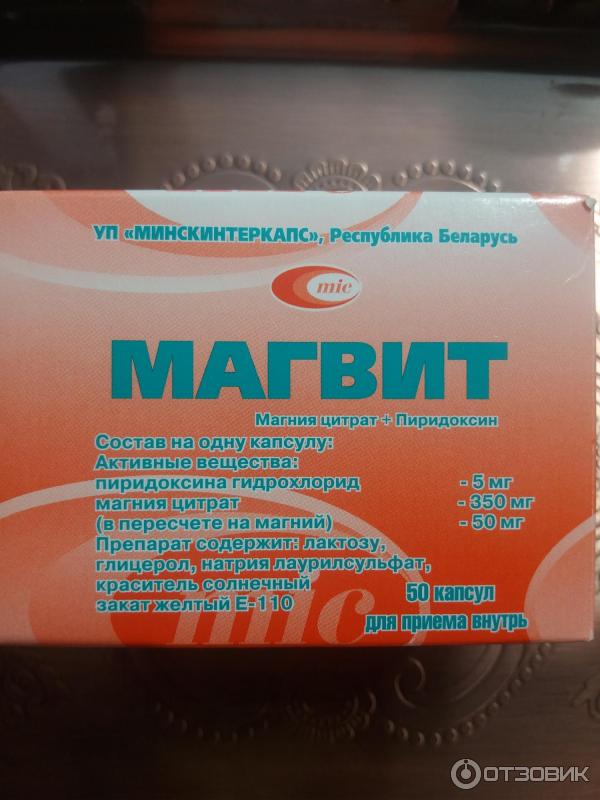 УП «МИНСКИНТЕРКАПС», Республика Беларусь
mic
МАГВИТ
Магния цитрат + Пиридоксин
Состав на одну капсулу:
Активные вещества:
пиридоксина гидрохлорид - 5 мг
магния цитрат - 350 мг
(в пересчете на магний) - 50 мг
Препарат содержит: лактозу,
глицерол, натрия лаурилсульфат,
краситель солнечный
закат желтый Е-110
50 капсул
для приема внутрь
mic
ОТЗОВИК